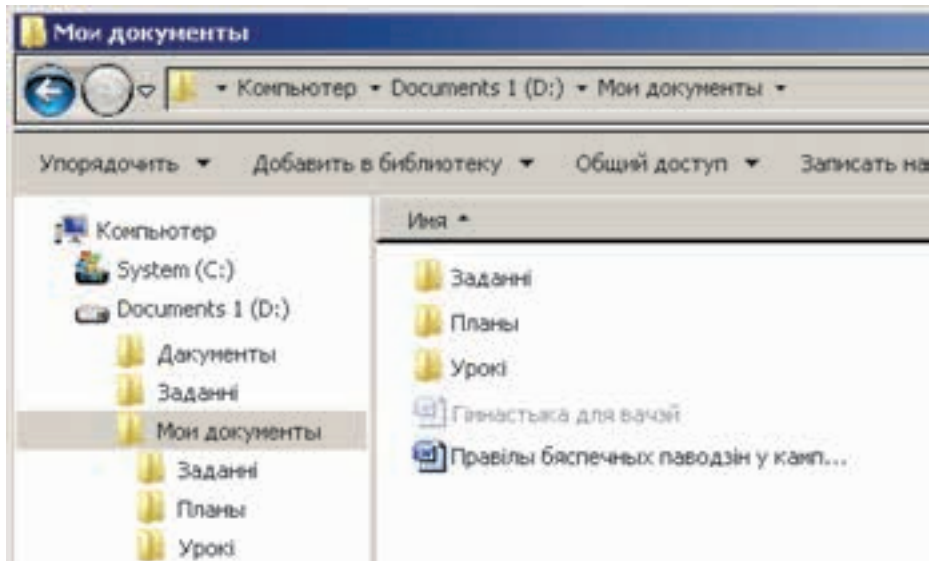 Мои документы
Компьютер Documents 1 (D:) Мои документы
Упорядочить Добавить в библиотеку Общий доступ Записать на
Компьютер
System (C:)
Documents 1 (D:)
Дакументы
Заданні
Мои документы
Заданні
Планы
Урокі
Имя
Заданні
Планы
Урокі
Гімнастыка для вачэй
Правілы бяспечных паводзін у камп...